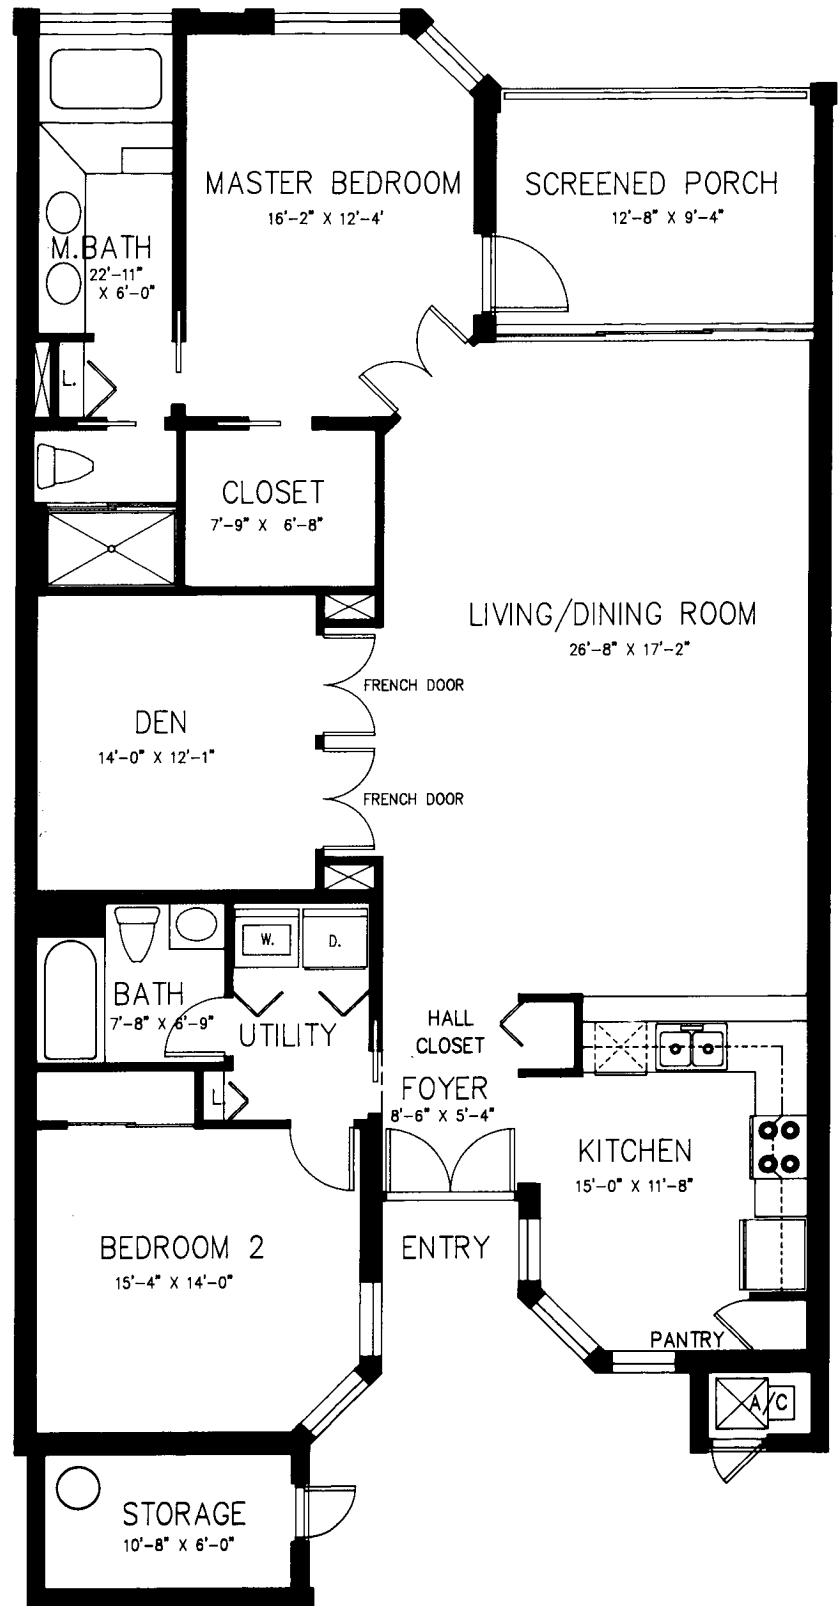 MASTER BEDROOM
16'-2" X 12'-4'
SCREENED PORCH
12'-8" X 9'-4"
M.BATH
22'-11"
X 6'-0"
L.
CLOSET
7'-9" X 6'-8"
LIVING/DINING ROOM
26'-8" X 17'-2"
FRENCH DOOR
DEN
14'-0" X 12'-1"
FRENCH DOOR
W.
D.
BATH
7'-8" X 6'-9"
UTILITY
HALL
CLOSET
L.
FOYER
8'-6" X 5'-4"
KITCHEN
15'-0" X 11'-8"
BEDROOM 2
15'-4" X 14'-0"
ENTRY
PANTRY
A/C
STORAGE
10'-8" X 6'-0"